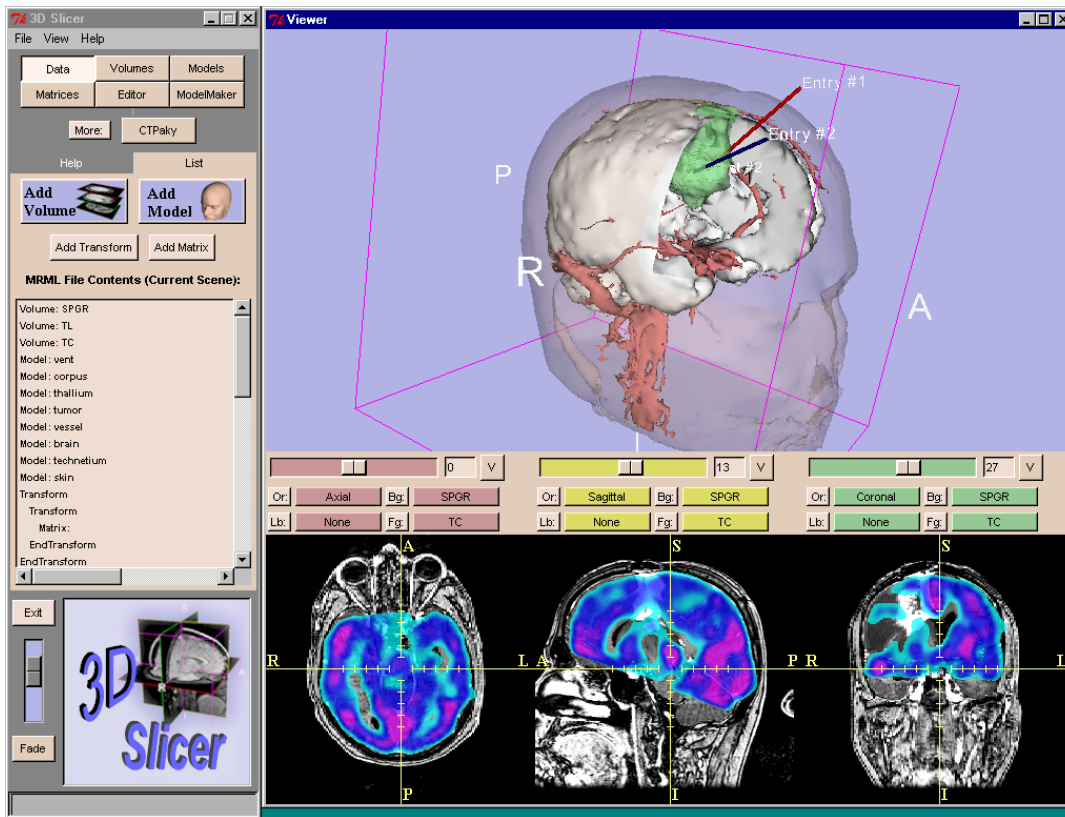 3D Slicer
File View Help
Data Volumes Models
Matrices Editor ModelMaker
More: CTPaky
Help List
Add Volume
Add Model
Add Transform Add Matrix
MRML File Contents (Current Scene):
Volume: SPGR
Volume: TL
Volume: TC
Model: vent
Model: corpus
Model: thallium
Model: tumor
Model: vessel
Model: brain
Model: technetium
Model: skin
Transform
Transform
Matrix:
EndTransform
EndTransform
Exit
Fade
3D
Slicer
R
Viewer
Entry #1
Entry #2
#2
P
R
A
0 V
Or: Axial Bg: SPGR
Lb: None Fg: TC
13 V
Or: Sagittal Bg: SPGR
Lb: None Fg: TC
27 V
Or: Coronal Bg: SPGR
Lb: None Fg: TC
A
R L
P
S
A P
I
S
R L
I